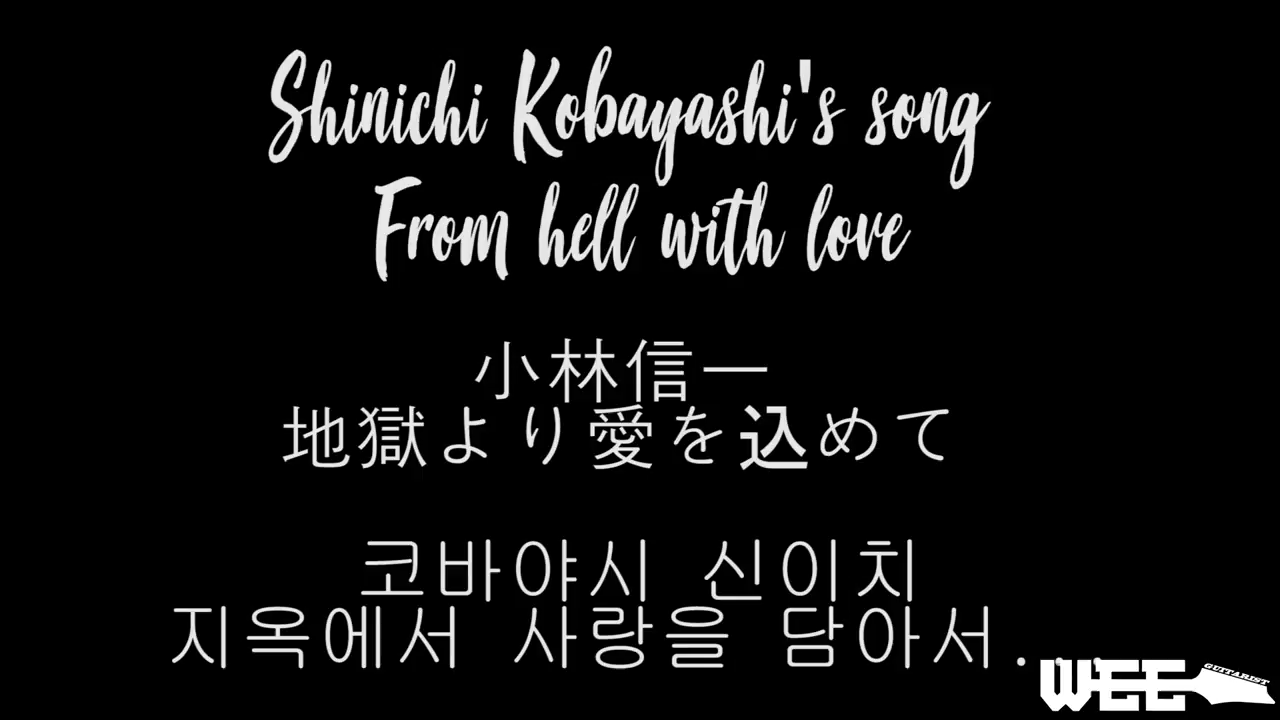 Shinichi Kobayashi's song
From hell with love
小林信一
地獄より愛を込めて
코바야시 신이치
지옥에서 사랑을 담아서...
WEE
GUITTARIST